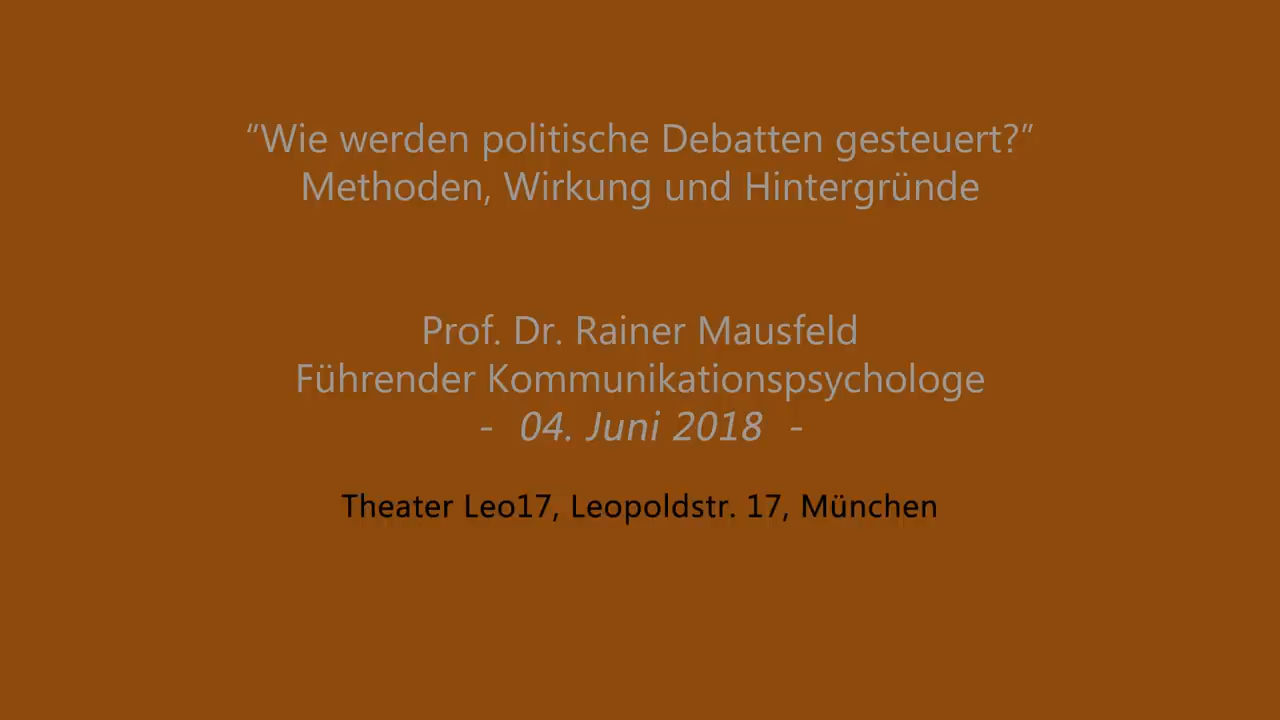 “Wie werden politische Debatten gesteuert?”
Methoden, Wirkung und Hintergründe
Prof. Dr. Rainer Mausfeld
Führender Kommunikationspsychologe
- 04. Juni 2018 -
Theater Leo17, Leopoldstr. 17, München